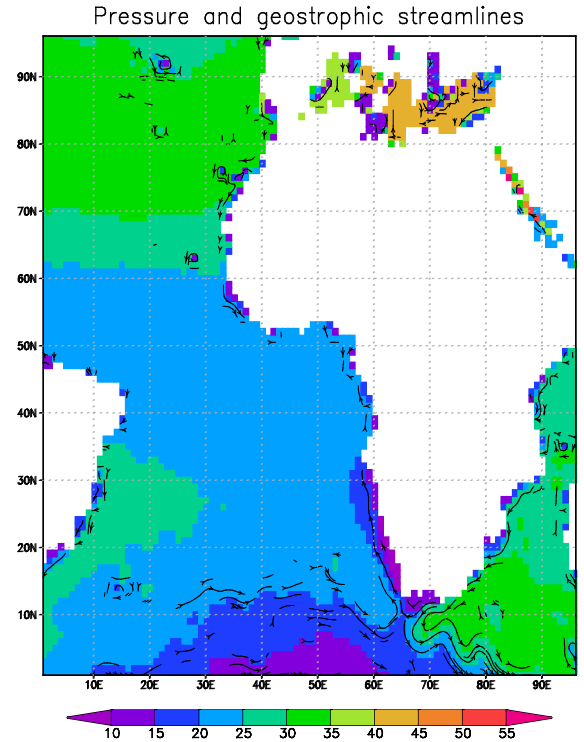 Pressure and geostrophic streamlines
90N
80N
70N
60N
50N
40N
30N
20N
10N
10E 20E 30E 40E 50E 60E 70E 80E 90E
10 15 20 25 30 35 40 45 50 55